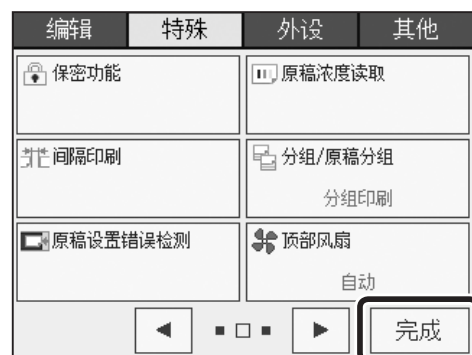 编辑 特殊 外设 其他
保密功能 原稿浓度读取
间隔印刷 分组/原稿分组
分组印刷
原稿设置错误检测 顶部风扇
自动
完成